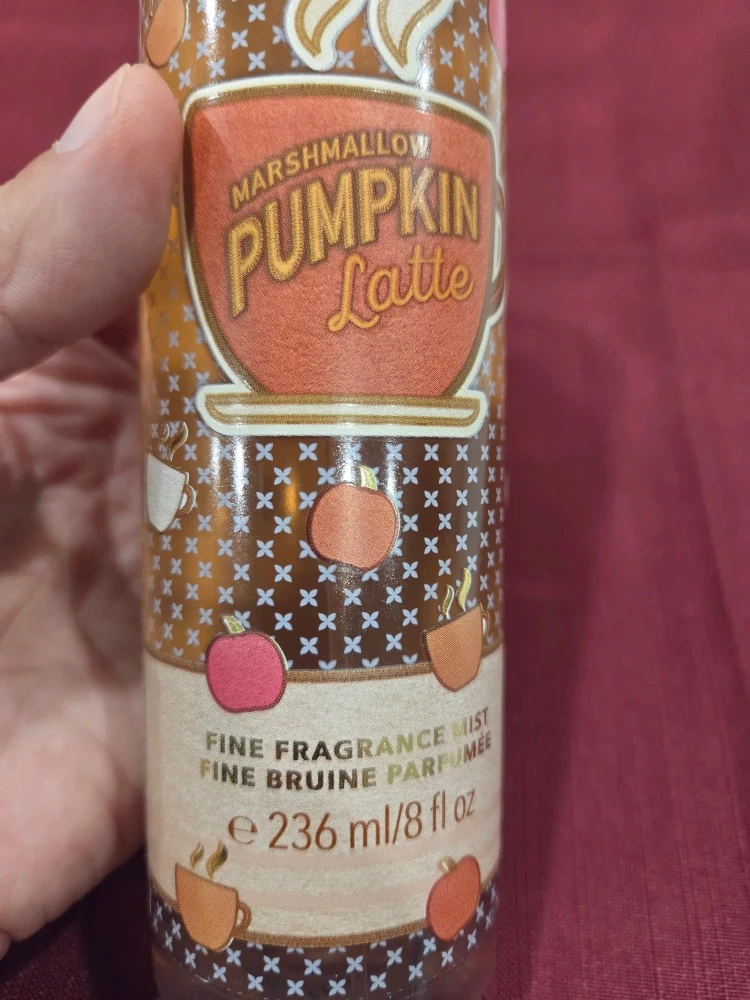 MARSHMALLOW
PUMPKIN
Latte
FINE FRAGRANCE MIST
FINE BRUINE PARFUMÉE
℮ 236 ml/8 fl oz